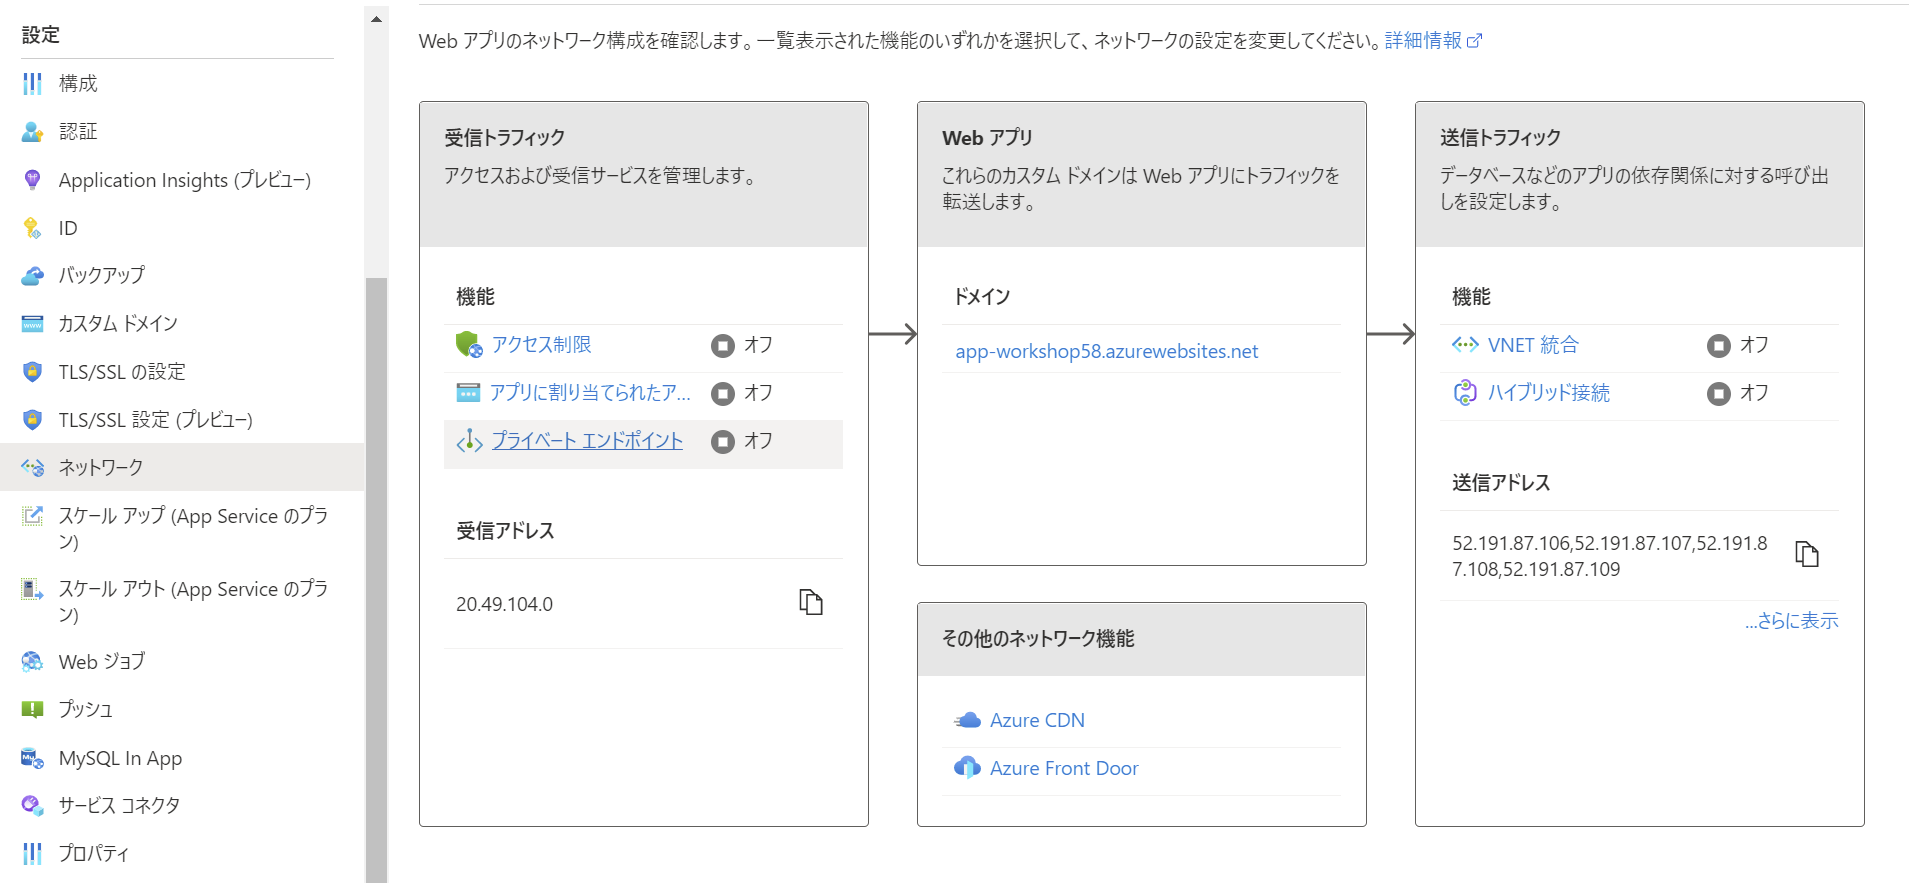 設定
構成
認証
Application Insights (プレビュー)
ID
バックアップ
カスタム ドメイン
TLS/SSL の設定
TLS/SSL 設定 (プレビュー)
ネットワーク
スケール アップ (App Service のプラ
ン)
スケール アウト (App Service のプラ
ン)
Web ジョブ
プッシュ
MySQL In App
サービス コネクタ
プロパティ
Web アプリのネットワーク構成を確認します。一覧表示された機能のいずれかを選択して、ネットワークの設定を変更してください。詳細情報
受信トラフィック
アクセスおよび受信サービスを管理します。
機能
アクセス制限 オフ
アプリに割り当てられたア... オフ
プライベート エンドポイント オフ
受信アドレス
20.49.104.0
Web アプリ
これらのカスタム ドメインは Web アプリにトラフィックを
転送します。
ドメイン
app-workshop58.azurewebsites.net
その他のネットワーク機能
Azure CDN
Azure Front Door
送信トラフィック
データベースなどのアプリの依存関係に対する呼び出
しを設定します。
機能
VNET 統合 オフ
ハイブリッド接続 オフ
送信アドレス
52.191.87.106,52.191.87.107,52.191.8
7.108,52.191.87.109
...さらに表示